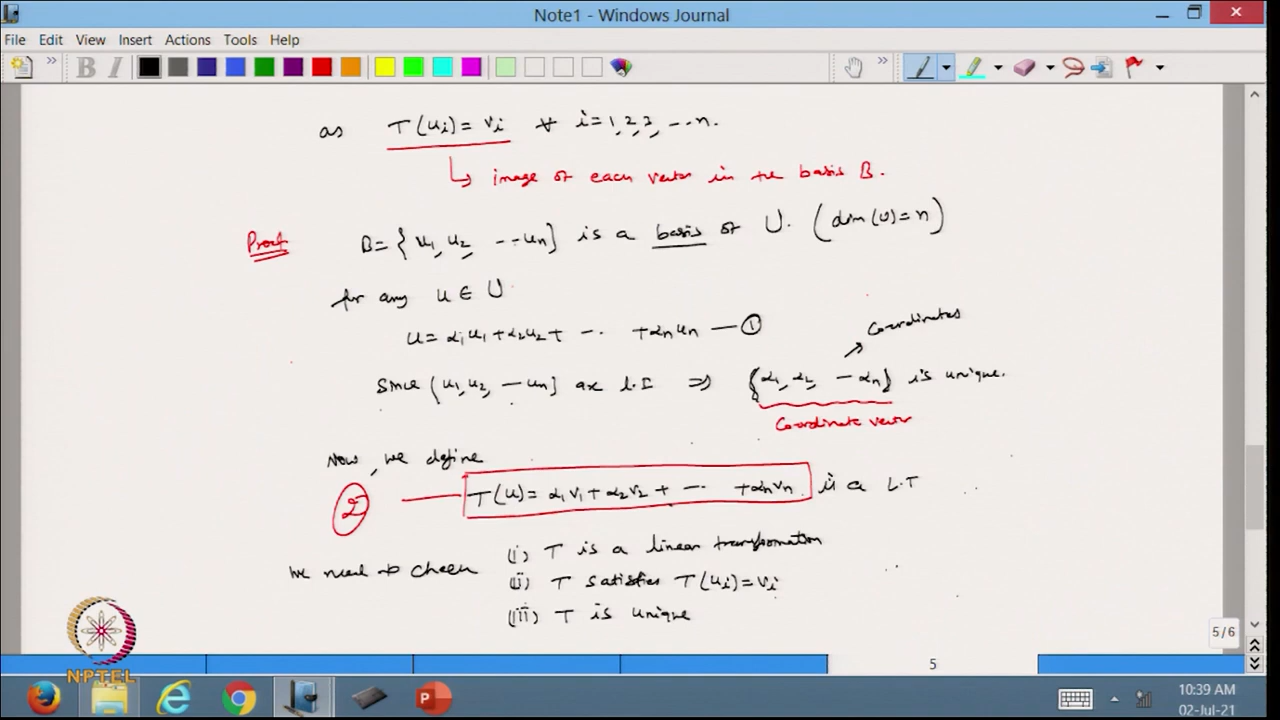 Note1 - Windows Journal
File Edit View Insert Actions Tools Help
B I
as T(ui) = vi ∀ i=1,2,3, --- n.
↳ image of each vector in the basis B.
Proof B={u1, u2 --- un} is a basis of U. (dim(U)=n)
for any u ∈ U
u= α1u1+α2u2+ --- +αnun — ①
Coordinates
Since {u1, u2, --- un} are L.I ⇒ {α1, α2, --- αn} is unique.
Coordinate vector
Now, we define
② — T(u)= α1v1+α2v2+ --- +αnvn. is a L.T
We need to check (i) T is a linear transformation
(ii) T satisfies T(ui)=vi
(iii) T is unique
5/6
NPTEL
5
10:39 AM
02-Jul-21